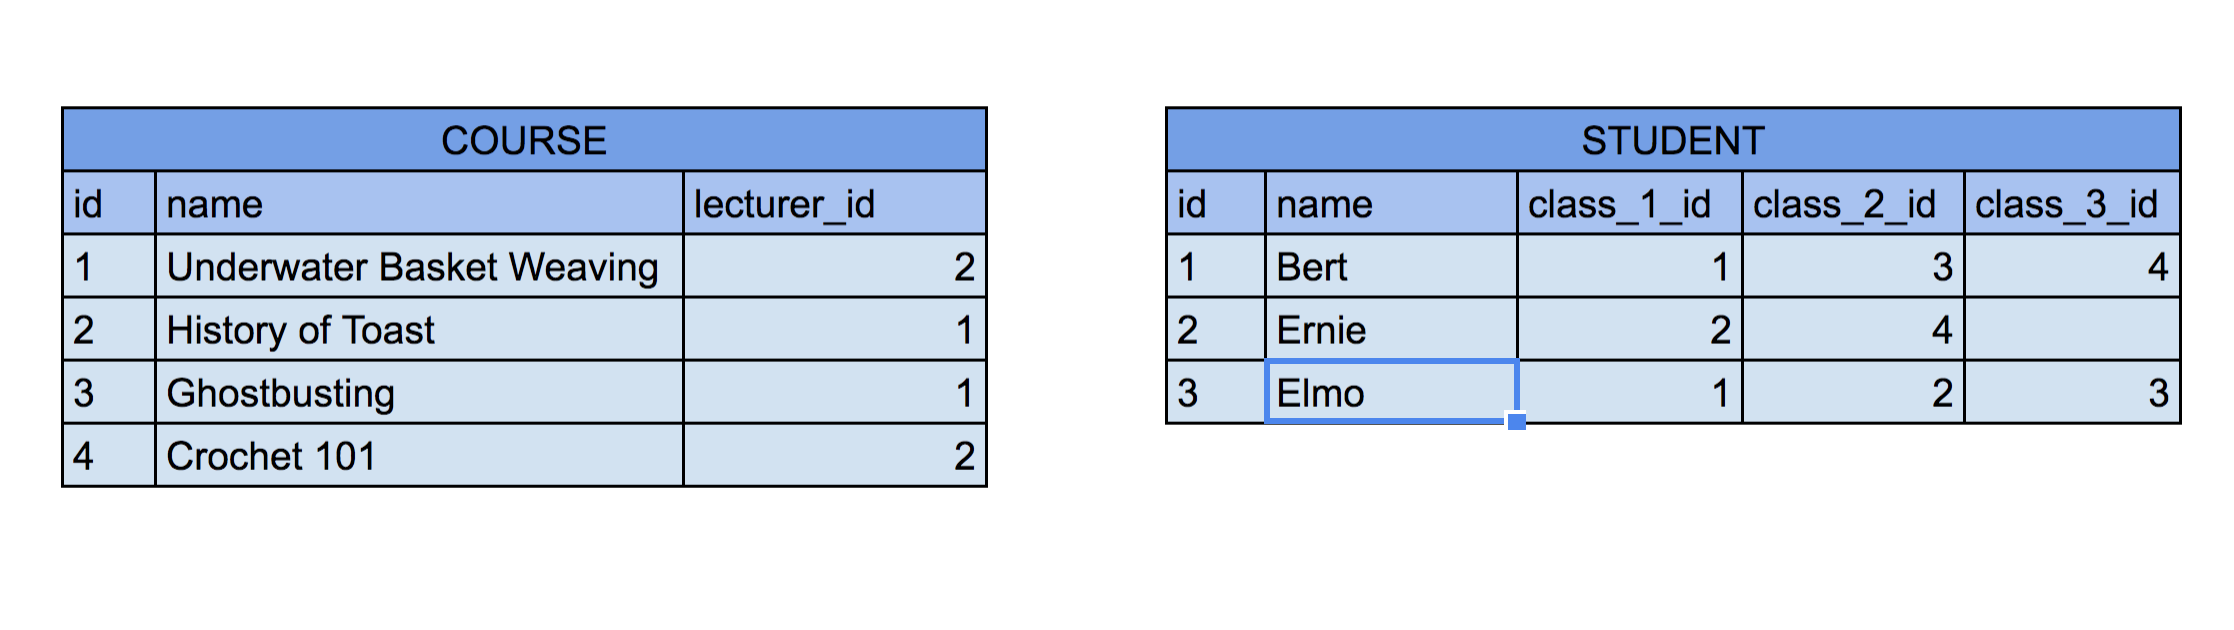 COURSE
id name lecturer_id
1 Underwater Basket Weaving 2
2 History of Toast 1
3 Ghostbusting 1
4 Crochet 101 2
STUDENT
id name class_1_id class_2_id class_3_id
1 Bert 1 3 4
2 Ernie 2 4
3 Elmo 1 2 3